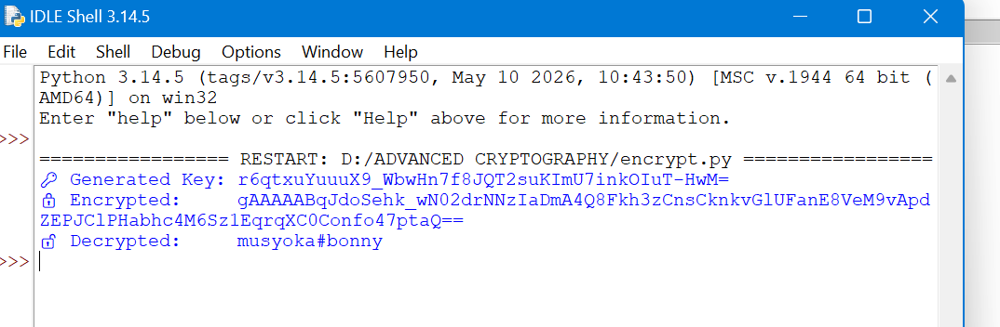 IDLE Shell 3.14.5
File Edit Shell Debug Options Window Help
Python 3.14.5 (tags/v3.14.5:5607950, May 10 2026, 10:43:50) [MSC v.1944 64 bit (
AMD64)] on win32
Enter "help" below or click "Help" above for more information.
>>>
================= RESTART: D:/ADVANCED CRYPTOGRAPHY/encrypt.py =================
🔑 Generated Key: r6qtxuYuuuX9_WbwHn7f8JQT2suKImU7inkOIuT-HwM=
🔒 Encrypted:     gAAAAABqJdoSehk_wN02drNNzIaDmA4Q8Fkh3zCnsCknkvGlUFanE8VeM9vApd
ZEPJClPHabhc4M6Sz1EqrqXC0Confo47ptaQ==
🔓 Decrypted:     musyoka#bonny
>>>